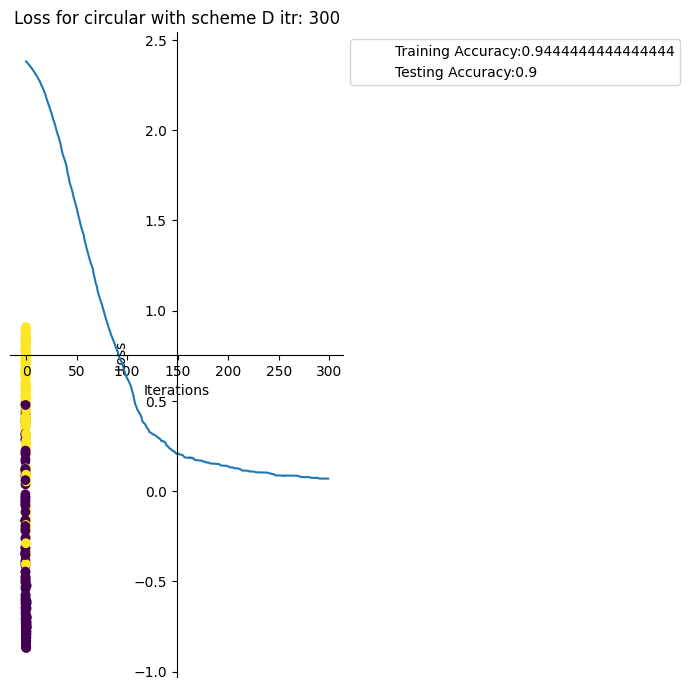 Loss for circular with scheme D itr: 300
Training Accuracy:0.9444444444444444
Testing Accuracy:0.9
2.5
2.0
1.5
1.0
Loss
0 50 100 150 200 250 300
Iterations
0.5
0.0
−0.5
−1.0